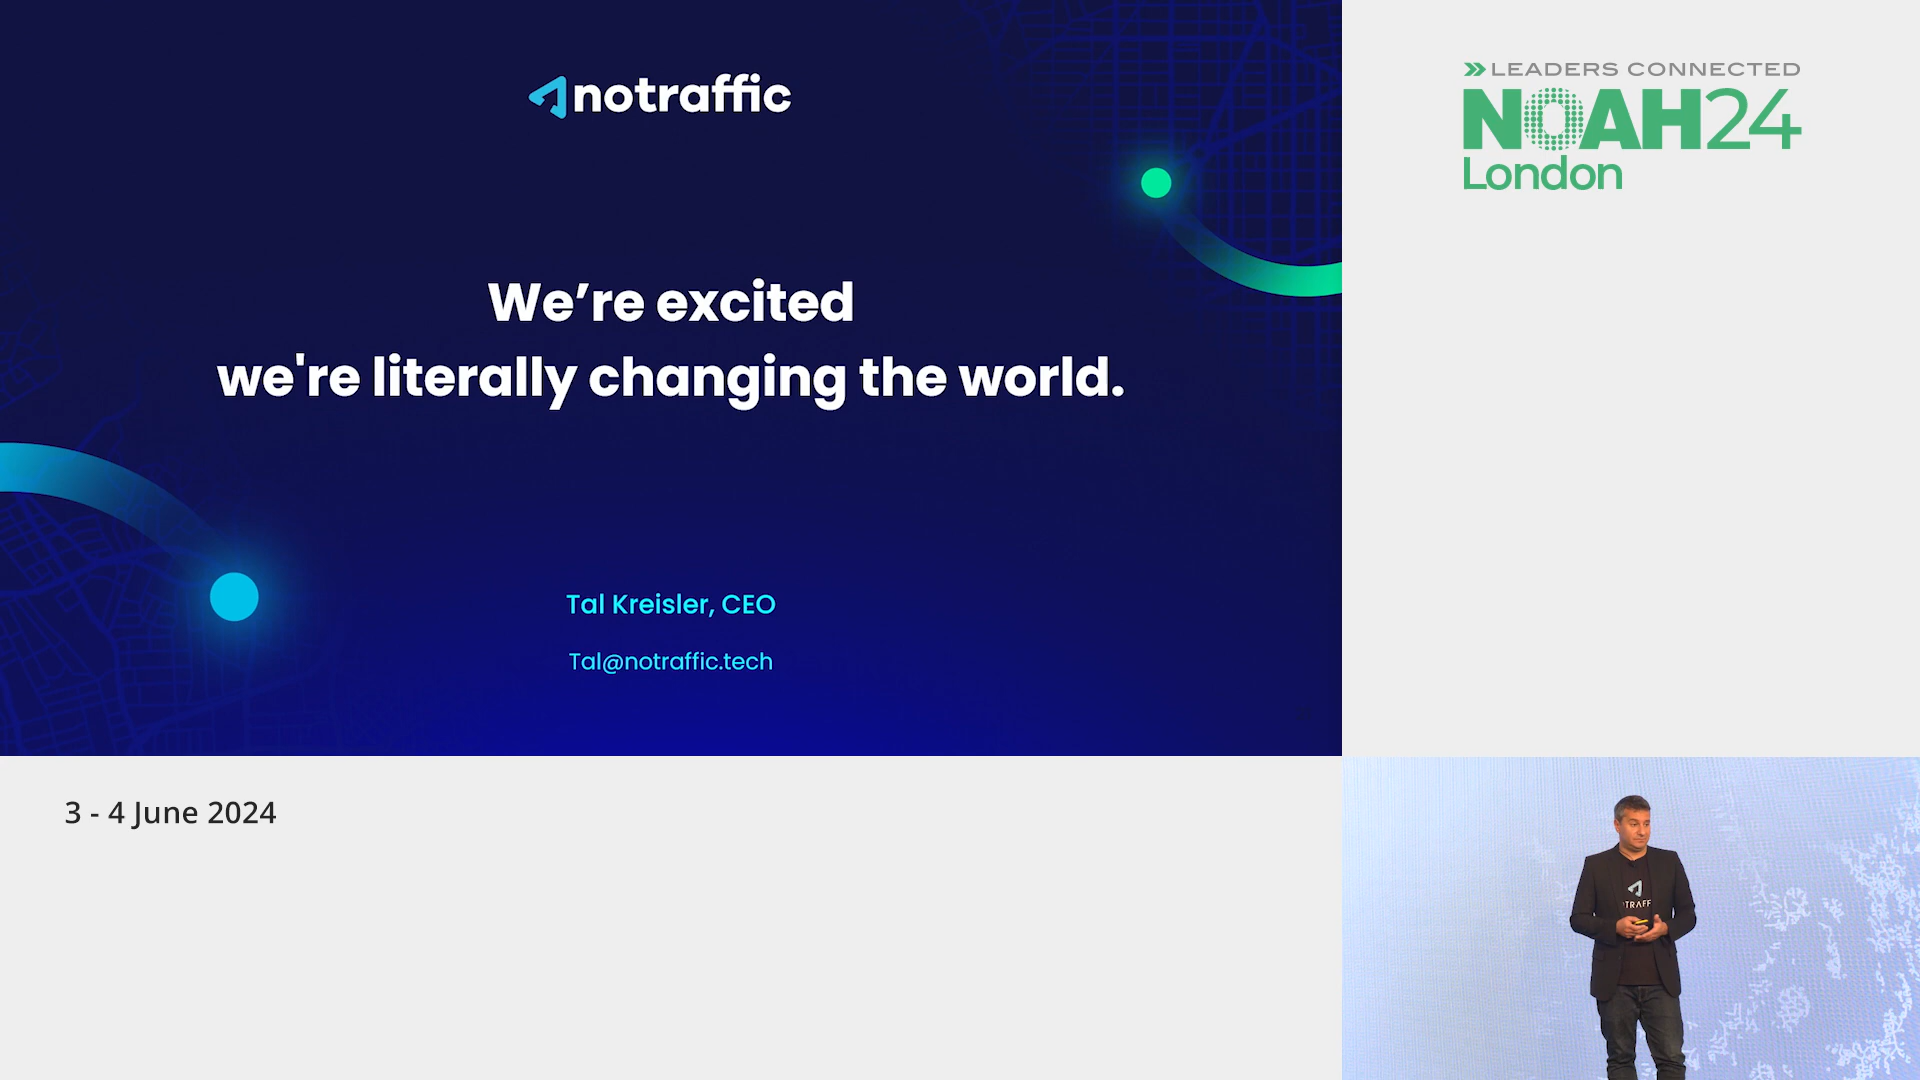 notraffic
We’re excited
we're literally changing the world.
Tal Kreisler, CEO
Tal@notraffic.tech
LEADERS CONNECTED
NOAH24
London
3 - 4 June 2024